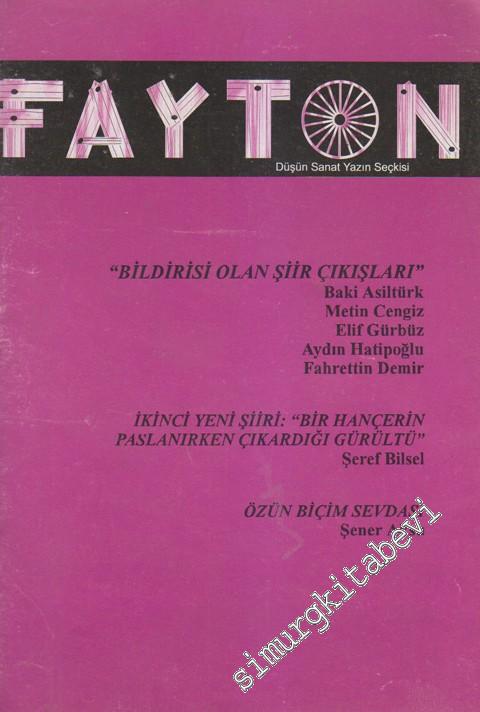 FAYTON
Düşün Sanat Yazın Seçkisi
“BİLDİRİSİ OLAN ŞİİR ÇIKIŞLARI”
Baki Asiltürk
Metin Cengiz
Elif Gürbüz
Aydın Hatipoğlu
Fahrettin Demir
İKİNCİ YENİ ŞİİRİ: “BİR HANÇERİN
PASLANIRKEN ÇIKARDIĞI GÜRÜLTÜ”
Şeref Bilsel
ÖZÜN BİÇİM SEVDASI
Şener
simurgkitabevi